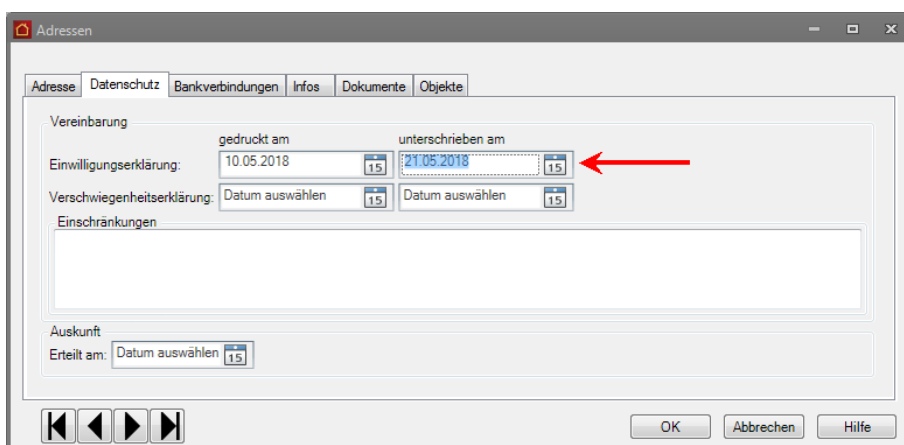 Adressen
Adresse Datenschutz Bankverbindungen Infos Dokumente Objekte
Vereinbarung
gedruckt am unterschrieben am
Einwilligungserklärung: 10.05.2018 15 21.05.2018 15
Verschwiegenheitserklärung: Datum auswählen 15 Datum auswählen 15
Einschränkungen
Auskunft
Erteilt am: Datum auswählen 15
OK Abbrechen Hilfe